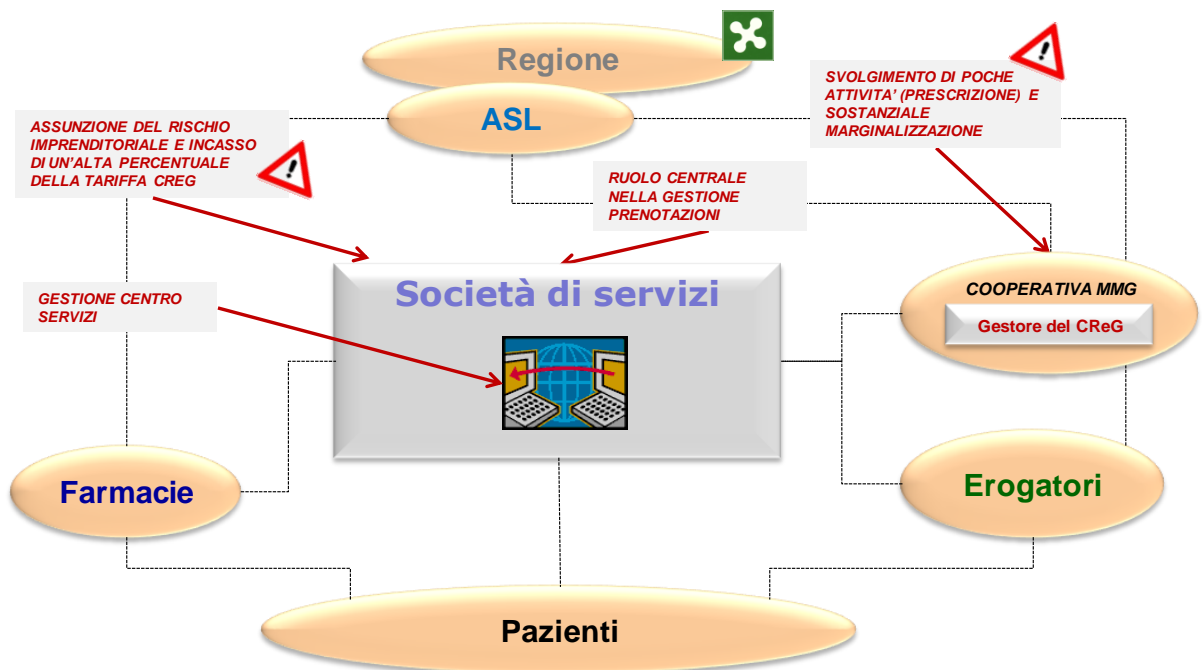 Regione
ASL
SVOLGIMENTO DI POCHE
ATTIVITA' (PRESCRIZIONE) E
SOSTANZIALE
MARGINALIZZAZIONE
ASSUNZIONE DEL RISCHIO
IMPRENDITORIALE E INCASSO
DI UN'ALTA PERCENTUALE
DELLA TARIFFA CREG
RUOLO CENTRALE
NELLA GESTIONE
PRENOTAZIONI
GESTIONE CENTRO
SERVIZI
Società di servizi
COOPERATIVA MMG
Gestore del CReG
Farmacie
Erogatori
Pazienti